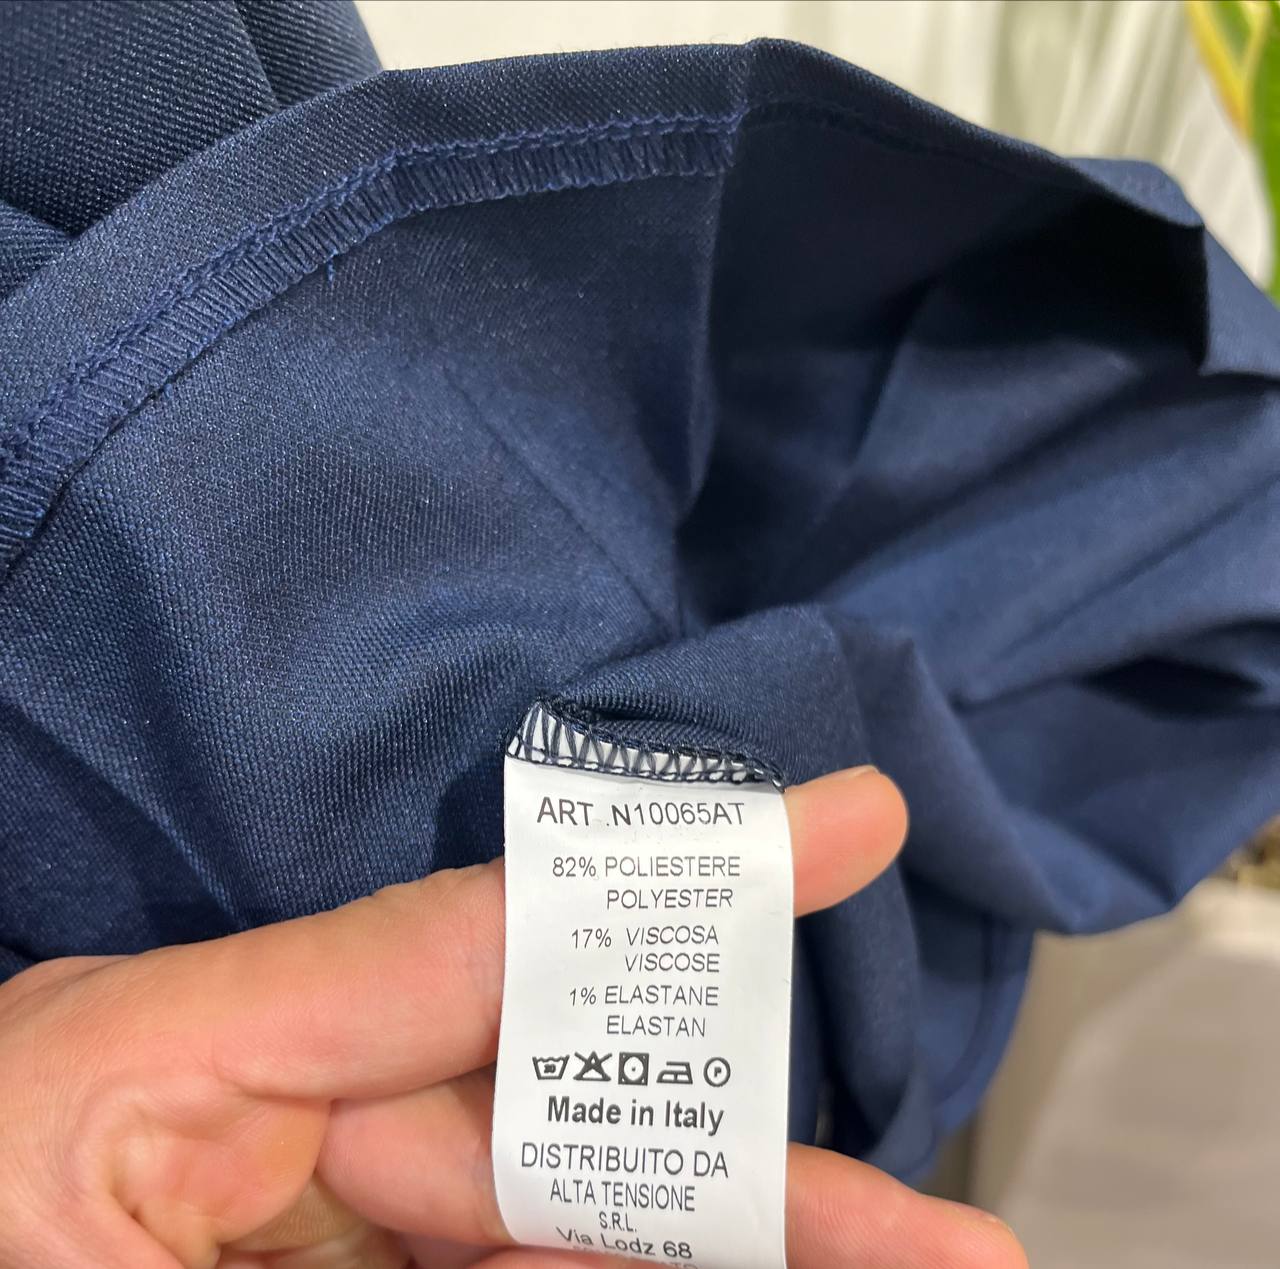 ART .N10065AT
82% POLIESTERE
POLYESTER
17% VISCOSA
VISCOSE
1% ELASTANE
ELASTAN
30 P
Made in Italy
DISTRIBUITO DA
ALTA TENSIONE
S.R.L.
Via Lodz 68